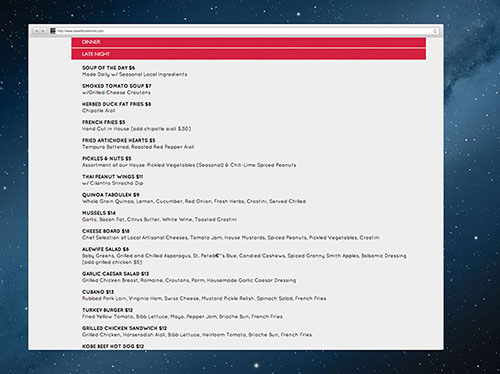 http://www.alewifebaltimore.com
DINNER
LATE NIGHT
SOUP OF THE DAY $6
Made Daily w/ Seasonal Local Ingredients
SMOKED TOMATO SOUP $7
w/Grilled Cheese Croutons
HERBED DUCK FAT FRIES $8
Chipotle Aioli
FRENCH FRIES $5
Hand Cut in House [add chipotle aioli $.50]
FRIED ARTICHOKE HEARTS $5
Tempura Battered, Roasted Red Pepper Aioli
PICKLES & NUTS $5
Assortment of our House-Pickled Vegetables (Seasonal) & Chili-Lime Spiced Peanuts
THAI PEANUT WINGS $11
w/ Cilantro Sriracha Dip
QUINOA TABOULEH $9
Whole Grain Quinoa, Lemon, Cucumber, Red Onion, Fresh Herbs, Crostini, Served Chilled
MUSSELS $14
Garlic, Bacon Fat, Citrus Butter, White Wine, Toasted Crostini
CHEESE BOARD $18
Chef Selection of Local Artisanal Cheeses, Tomato Jam, House Mustards, Spiced Peanuts, Pickled Vegetables, Crostini
ALEWIFE SALAD $8
Baby Greens, Grilled and Chilled Asparagus, St. Peteâ€™s Blue, Candied Cashews, Spiced Granny Smith Apples, Balsamic Dressing
[add grilled chicken $5]
GARLIC CAESAR SALAD $13
Grilled Chicken Breast, Romaine, Croutons, Parm, Housemade Garlic Caesar Dressing
CUBANO $13
Rubbed Pork Loin, Virginia Ham, Swiss Cheese, Mustard Pickle Relish, Spinach Salad, French Fries
TURKEY BURGER $12
Fried Yellow Tomato, Bibb Lettuce, Mayo, Pepper Jam, Brioche Bun, French Fries
GRILLED CHICKEN SANDWICH $12
Grilled Chicken, Horseradish Aioli, Bibb Lettuce, Heirloom Tomato, Brioche Bun, French Fries
KOBE BEEF HOT DOG $12